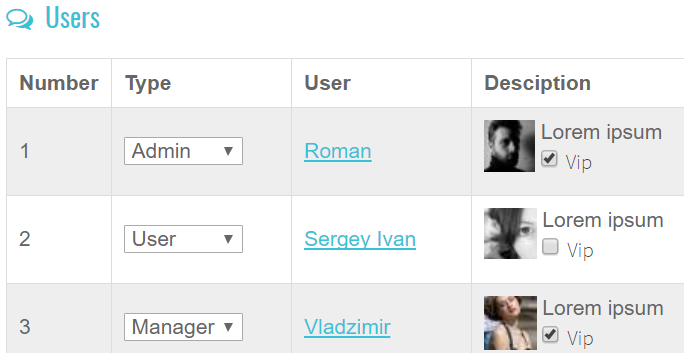 Users
Number Type User Desciption
1 Admin Roman Lorem ipsum
Vip
2 User Sergey Ivan Lorem ipsum
Vip
3 Manager Vladzimir Lorem ipsum
Vip